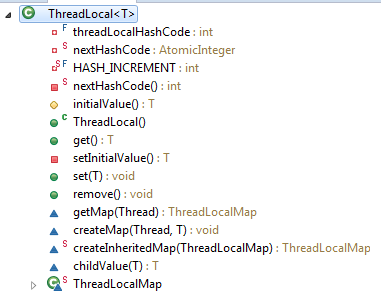 ThreadLocal<T>
F threadLocalHashCode : int
S nextHashCode : AtomicInteger
S F HASH_INCREMENT : int
S nextHashCode() : int
initialValue() : T
C ThreadLocal()
get() : T
setInitialValue() : T
set(T) : void
remove() : void
getMap(Thread) : ThreadLocalMap
createMap(Thread, T) : void
S createInheritedMap(ThreadLocalMap) : ThreadLocalMap
childValue(T) : T
S ThreadLocalMap